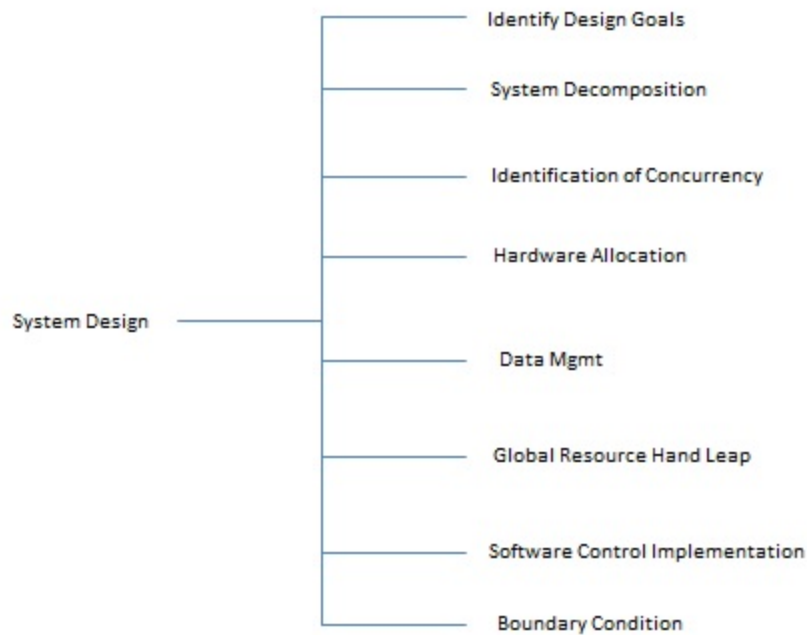 Identify Design Goals
System Decomposition
Identification of Concurrency
Hardware Allocation
System Design
Data Mgmt
Global Resource Hand Leap
Software Control Implementation
Boundary Condition